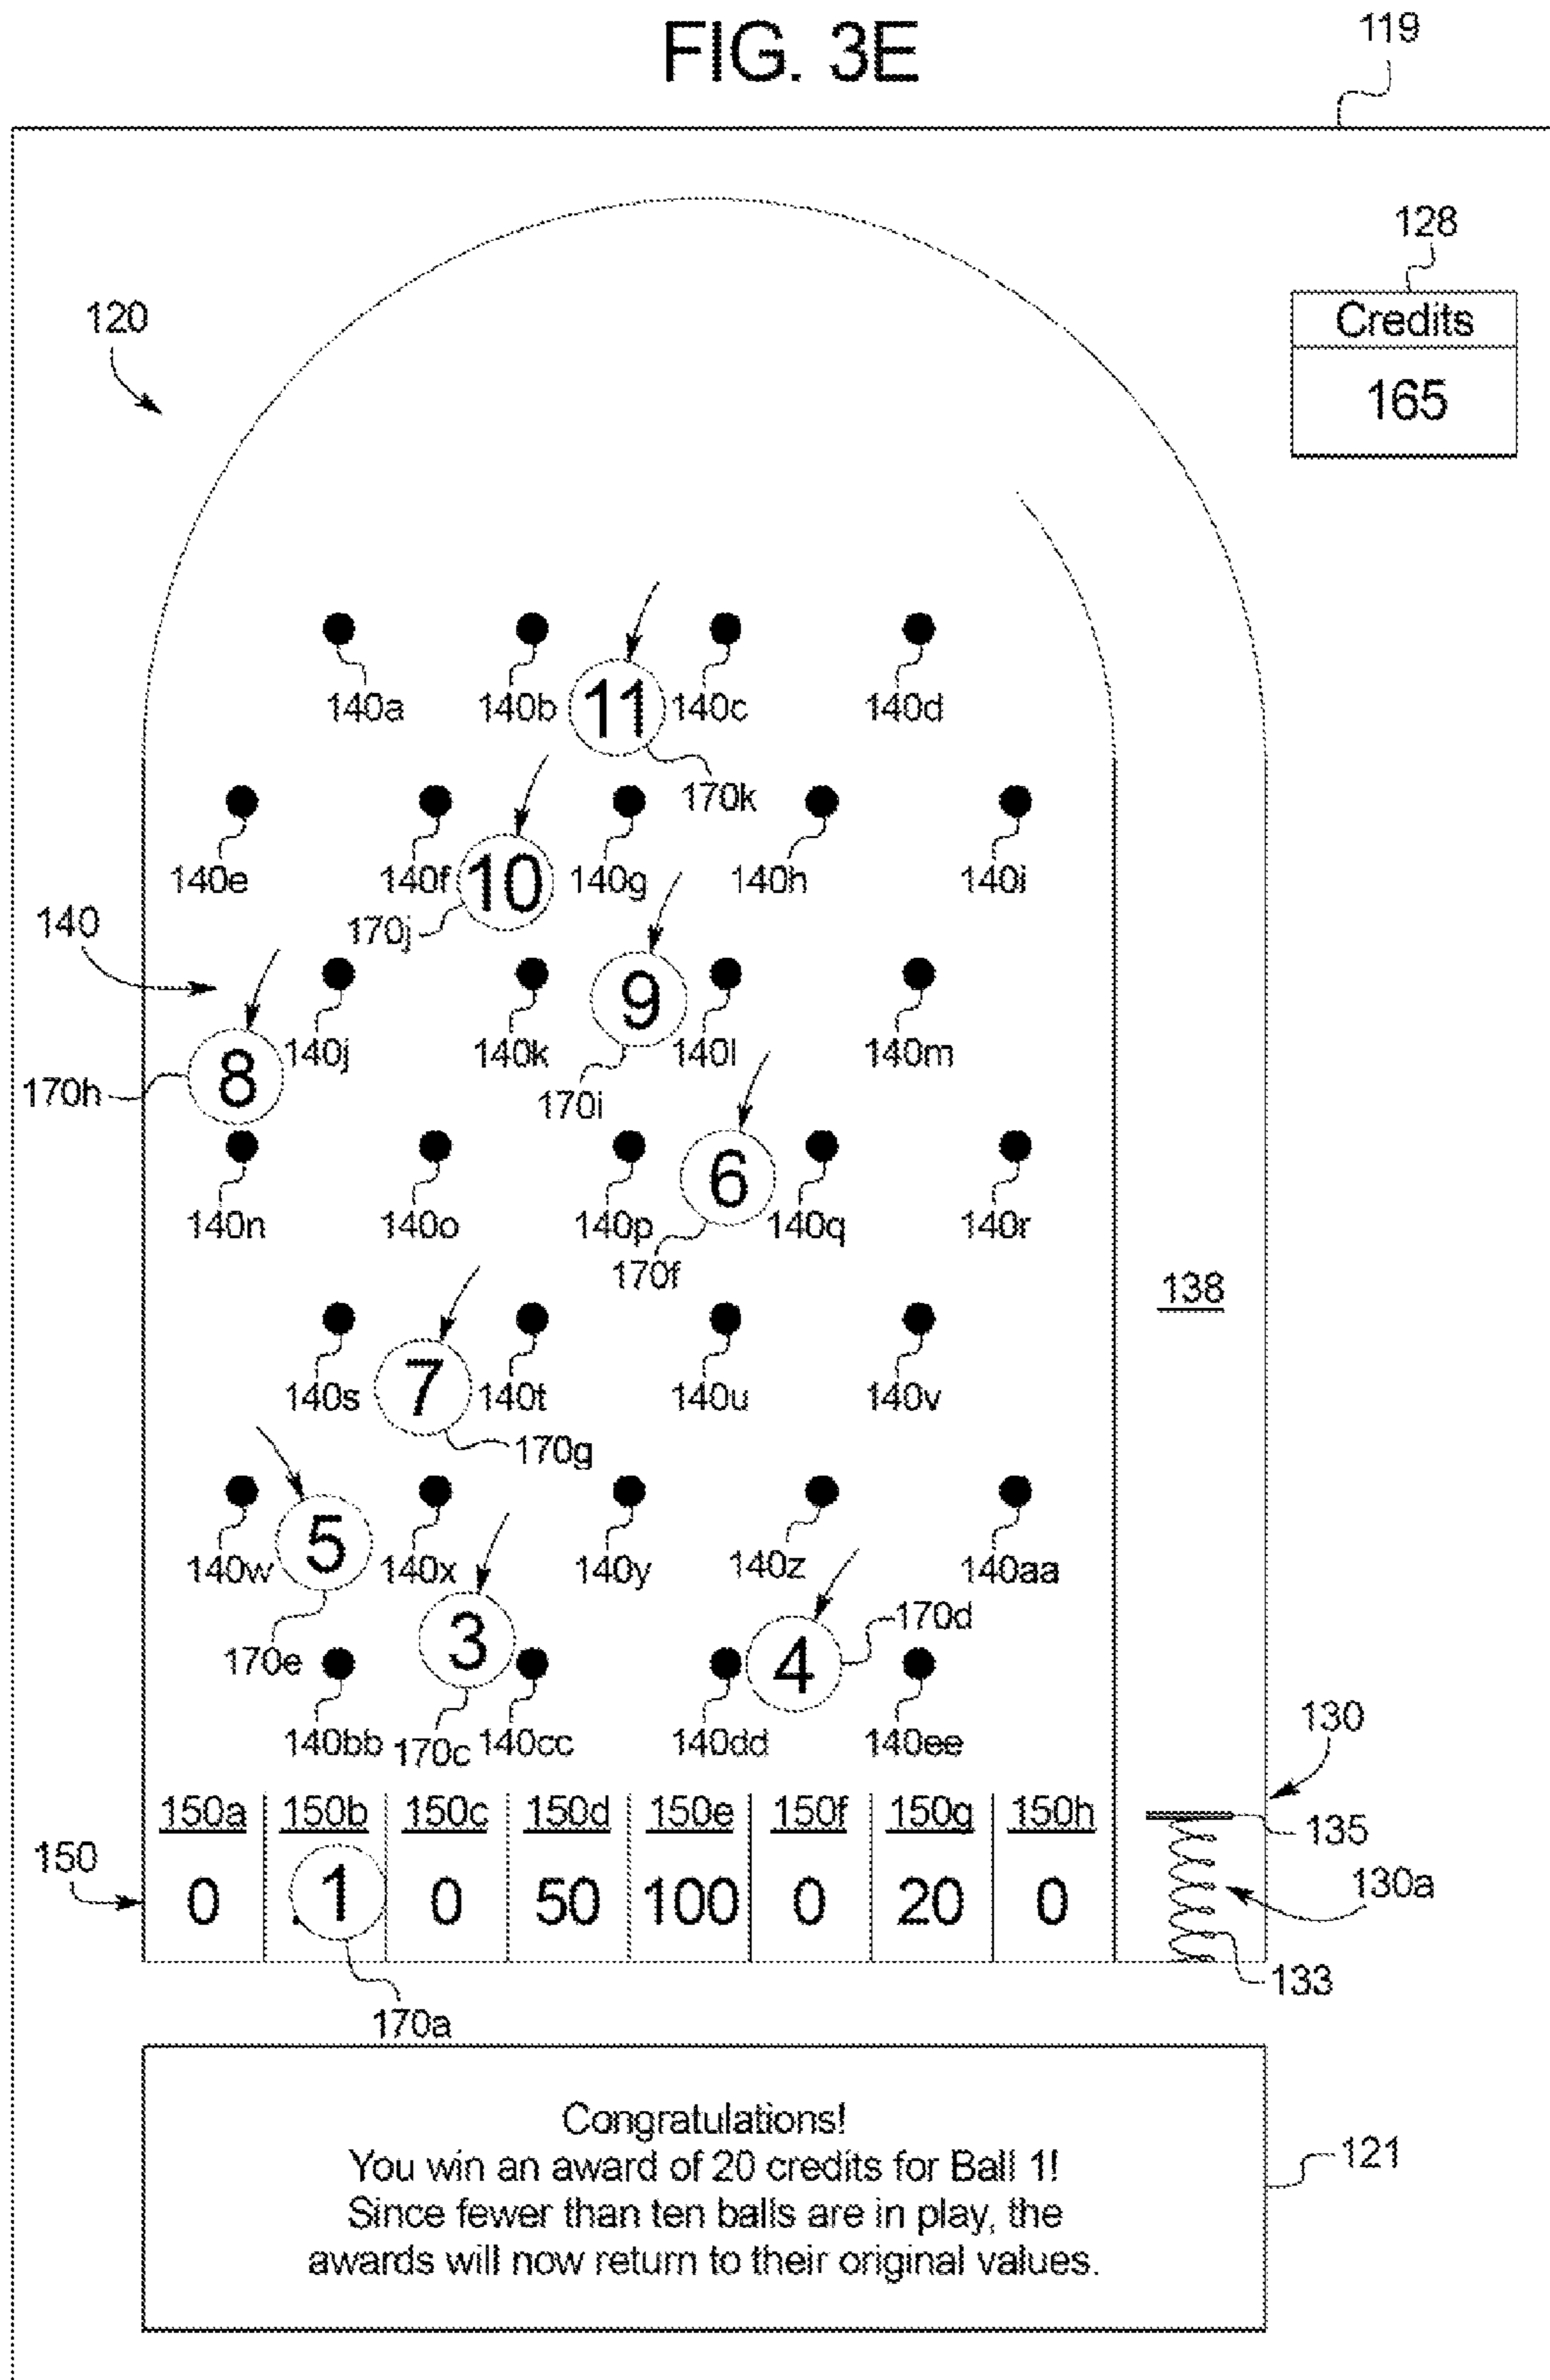 FIG. 3E
119
128
Credits
165
120
140a 140b 11 140c 140d
170k
140e 140f 10 140g 140h 140i
170j
140
9
140j 140k 140l 140m
8
170h
170i
6
140n 140o 140p 140q 140r
170f
138
7
140s 140t 140u 140v
170g
5
140w 140x 140y 140z 140aa
170e
3
4
170d
140bb 170c 140cc 140dd 140ee
130
150a 150b 150c 150d 150e 150f 150g 150h
135
150
0 1 0 50 100 0 20 0
130a
133
170a
Congratulations!
You win an award of 20 credits for Ball 1!
Since fewer than ten balls are in play, the
awards will now return to their original values.
121